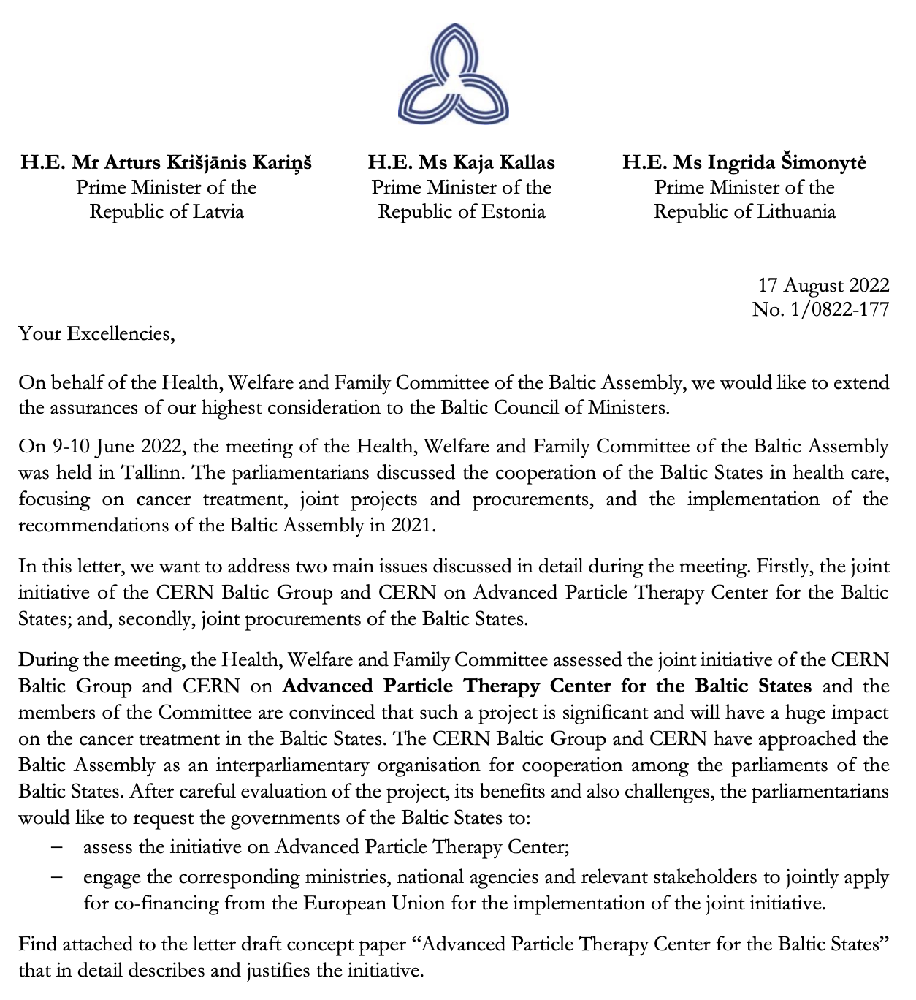 H.E. Mr Arturs Krišjānis Kariņš
Prime Minister of the
Republic of Latvia
H.E. Ms Kaja Kallas
Prime Minister of the
Republic of Estonia
H.E. Ms Ingrida Šimonytė
Prime Minister of the
Republic of Lithuania
17 August 2022
No. 1/0822-177
Your Excellencies,
On behalf of the Health, Welfare and Family Committee of the Baltic Assembly, we would like to extend
the assurances of our highest consideration to the Baltic Council of Ministers.
On 9-10 June 2022, the meeting of the Health, Welfare and Family Committee of the Baltic Assembly
was held in Tallinn. The parliamentarians discussed the cooperation of the Baltic States in health care,
focusing on cancer treatment, joint projects and procurements, and the implementation of the
recommendations of the Baltic Assembly in 2021.
In this letter, we want to address two main issues discussed in detail during the meeting. Firstly, the joint
initiative of the CERN Baltic Group and CERN on Advanced Particle Therapy Center for the Baltic
States; and, secondly, joint procurements of the Baltic States.
During the meeting, the Health, Welfare and Family Committee assessed the joint initiative of the CERN
Baltic Group and CERN on Advanced Particle Therapy Center for the Baltic States and the
members of the Committee are convinced that such a project is significant and will have a huge impact
on the cancer treatment in the Baltic States. The CERN Baltic Group and CERN have approached the
Baltic Assembly as an interparliamentary organisation for cooperation among the parliaments of the
Baltic States. After careful evaluation of the project, its benefits and also challenges, the parliamentarians
would like to request the governments of the Baltic States to:
– assess the initiative on Advanced Particle Therapy Center;
– engage the corresponding ministries, national agencies and relevant stakeholders to jointly apply
for co-financing from the European Union for the implementation of the joint initiative.
Find attached to the letter draft concept paper “Advanced Particle Therapy Center for the Baltic States”
that in detail describes and justifies the initiative.